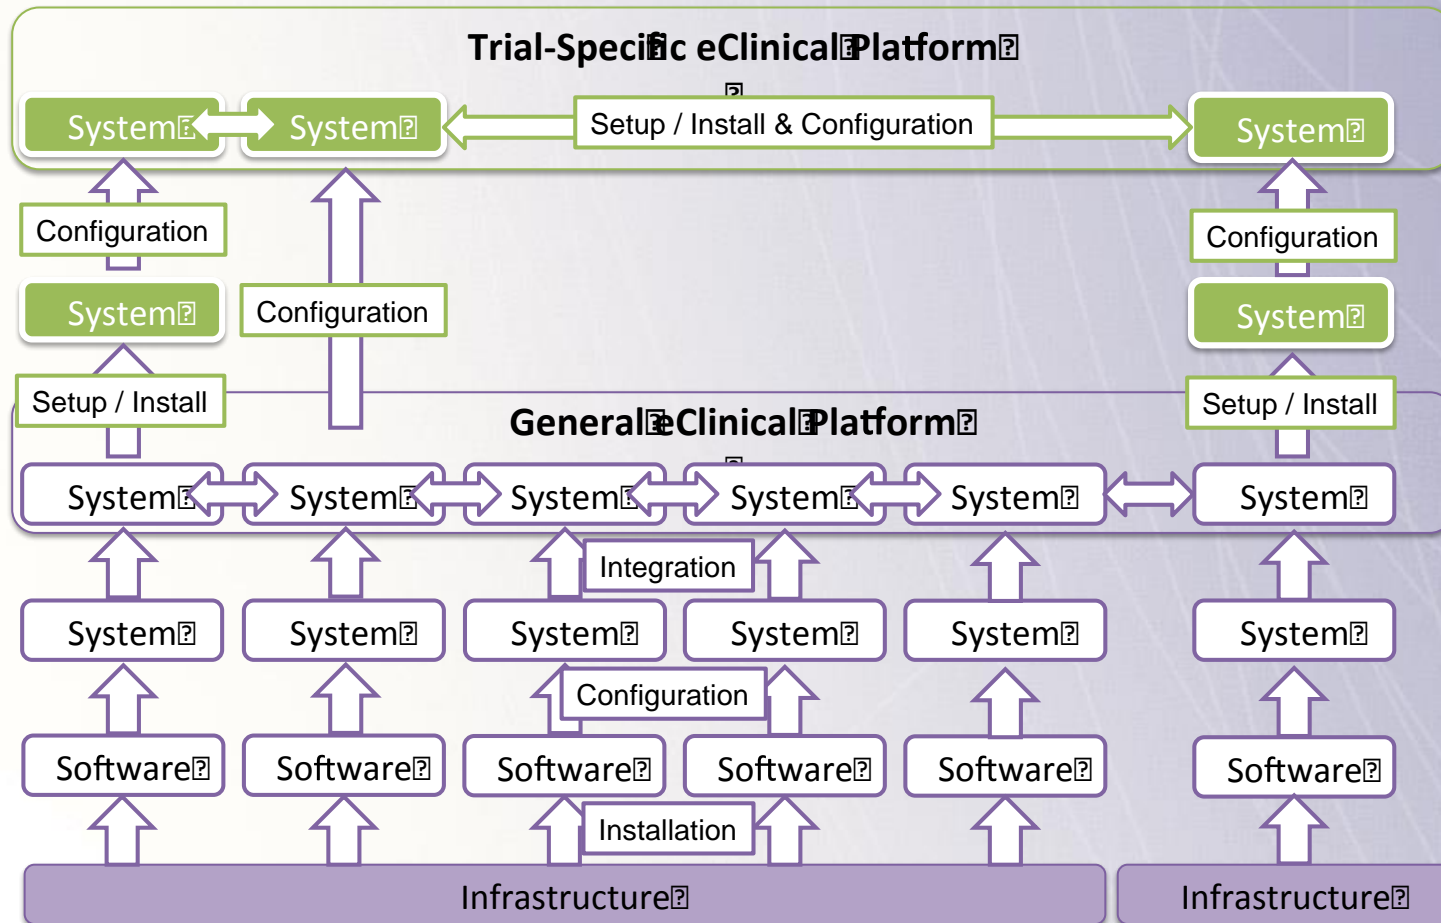 Trial-Specific eClinical Platform
System System Setup / Install & Configuration System
Configuration Configuration
System Configuration System
Setup / Install Setup / Install
General eClinical Platform
System System System System System System
Integration
System System System System System System
Configuration
Software Software Software Software Software Software
Installation
Infrastructure Infrastructure